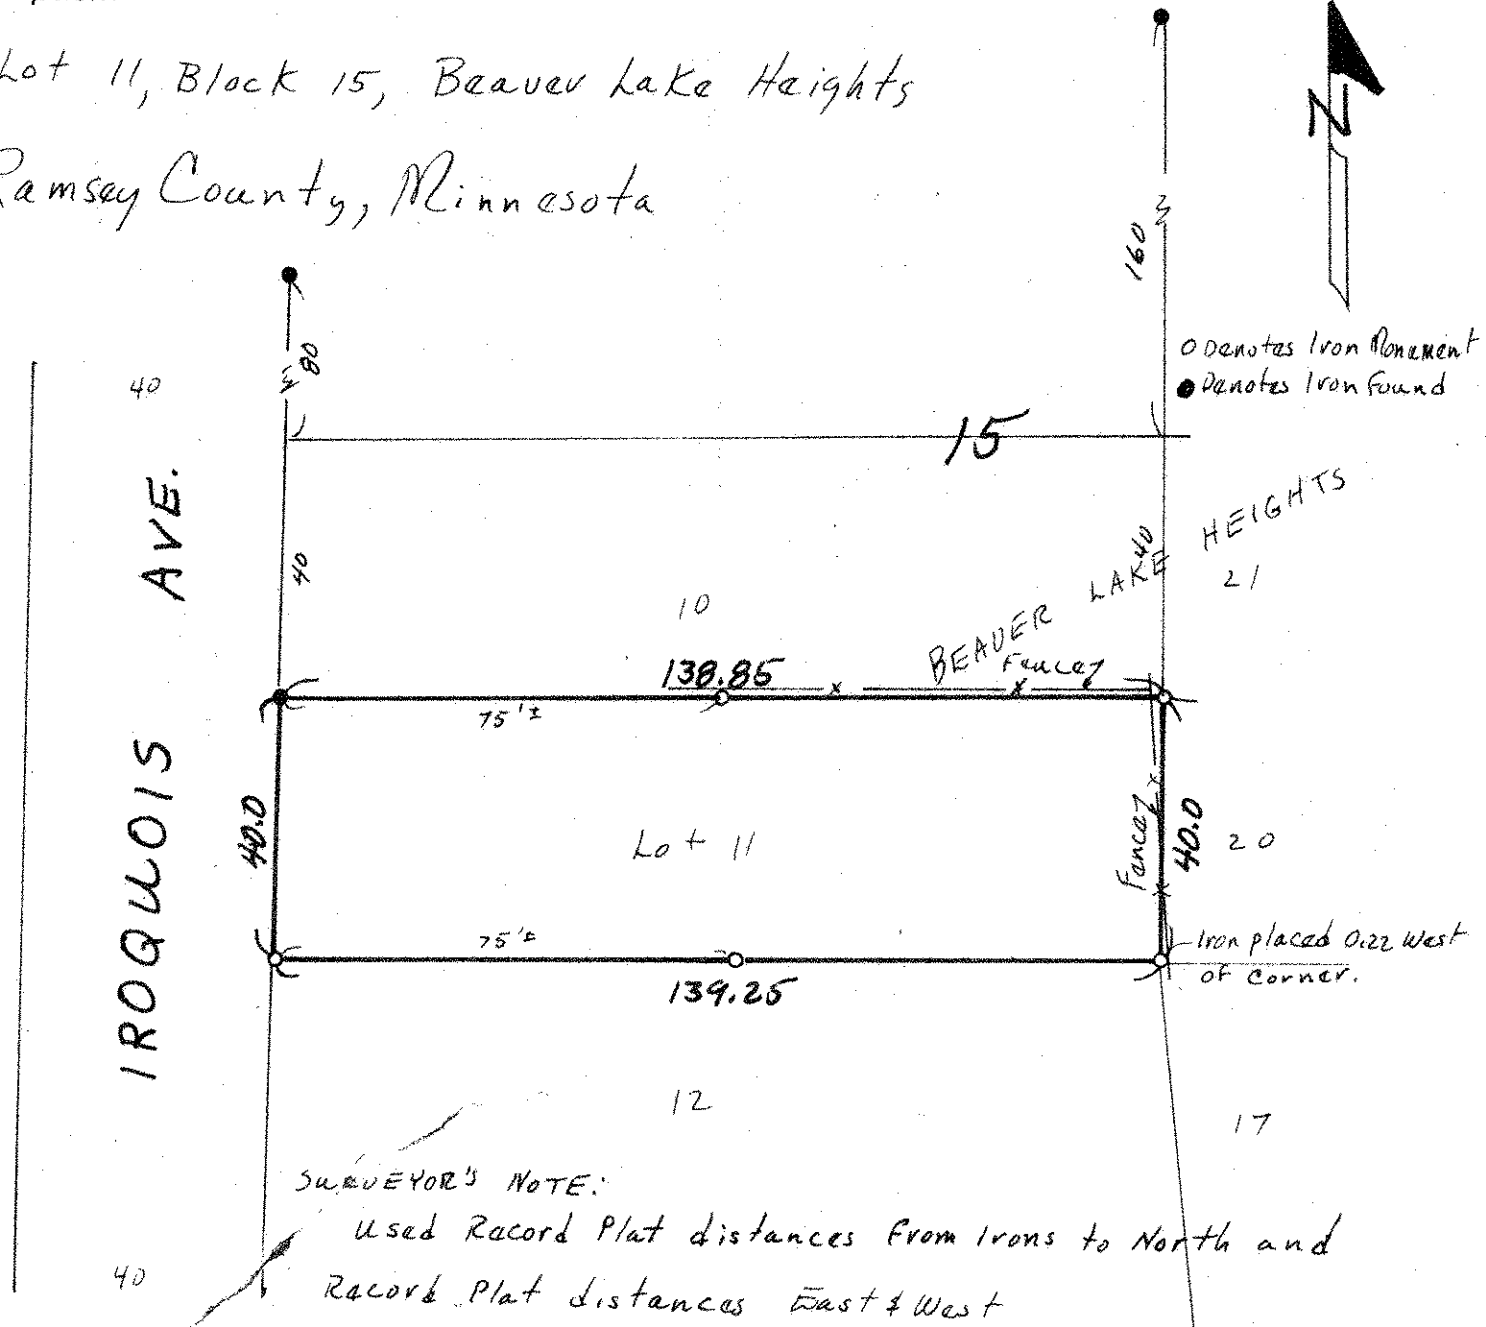 Lot 11, Block 15, Beaver Lake Heights
Ramsey County, Minnesota
N
160
80
O Denotes Iron Monument
● Denotes Iron Found
40
15
IROQUOIS AVE.
40
40
BEAVER LAKE HEIGHTS
21
10
138.85
Fence
75'±
40.0
Lot 11
Fence
40.0
20
75'±
139.25
Iron placed 0.22 West
of corner.
12
17
SURVEYOR'S NOTE:
Used Record Plat distances from Irons to North and
40
Record Plat distances East & West